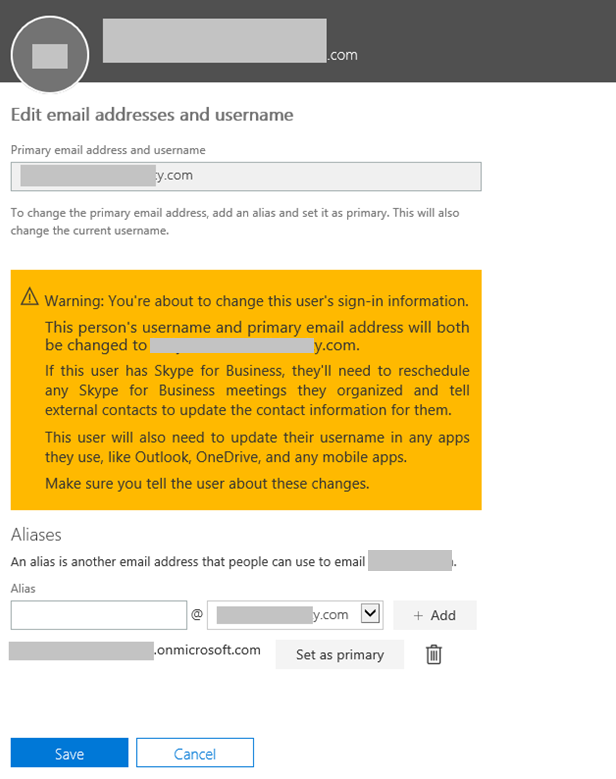 .com
Edit email addresses and username
Primary email address and username
y.com
To change the primary email address, add an alias and set it as primary. This will also
change the current username.
Warning: You're about to change this user's sign-in information.
This person's username and primary email address will both
be changed to y.com.
If this user has Skype for Business, they'll need to reschedule
any Skype for Business meetings they organized and tell
external contacts to update the contact information for them.
This user will also need to update their username in any apps
they use, like Outlook, OneDrive, and any mobile apps.
Make sure you tell the user about these changes.
Aliases
An alias is another email address that people can use to email .
Alias
@ y.com + Add
.onmicrosoft.com Set as primary
Save Cancel